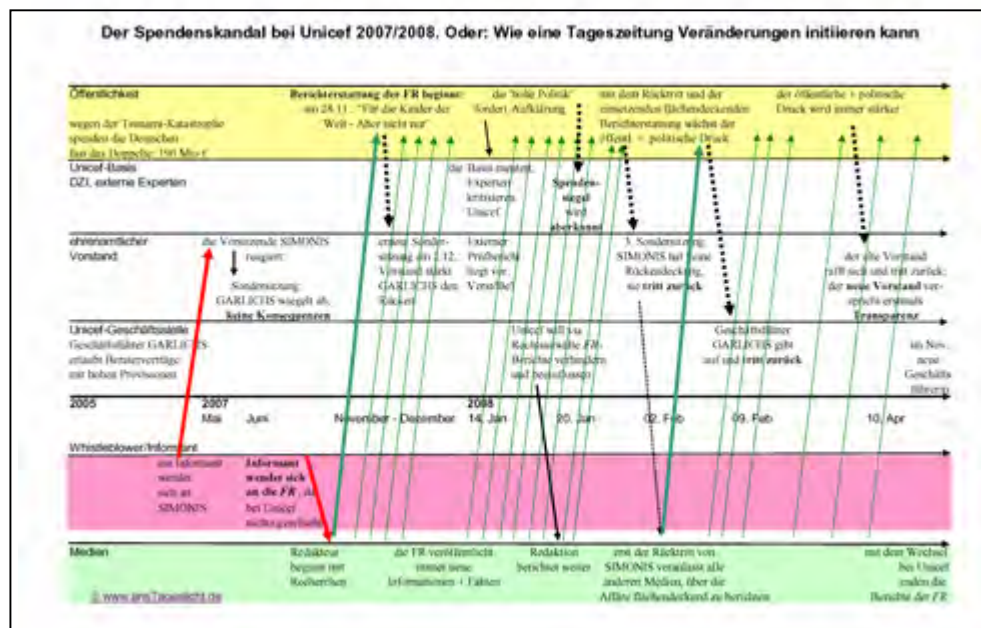 Der Spendenskandal bei Unicef 2007/2008. Oder: Wie eine Tageszeitung Veränderungen initiieren kann
Öffentlichkeit
wegen der Tsunami-Katastrophe
spenden die Deutschen
fast das Doppelte:
Berichterstattung der FR beginnt:
am 28.11. "Für die Kinder der
Welt - Aber nicht nur"
die "hohe Politik"
fordert Aufklärung
mit dem Rücktritt und der
einsetzenden flächendeckenden
Berichterstattung wächst der
öffentl. + politische Druck
der öffentliche + politische
Druck wird immer stärker
Unicef-Basis
DZI, externe Experten
die Basis
Experten
kritisieren
Unicef
Spenden-
siegel
wird
aberkannt
ehrenamtlicher
Vorstand
die Vorsitzende SIMONIS
reagiert:
Sondersitzung:
GARLICHS wiegelt ab,
keine Konsequenzen
erneute Sonder-
sitzung am 2.12.
Vorstand stärkt
GARLICHS den
Rücken
Externer
Prüfbericht
liegt vor:
3. Sondersitzung:
SIMONIS hat keine
Rückendeckung,
sie tritt zurück
der alte Vorstand
rafft sich und tritt zurück;
der neue Vorstand ver-
spricht erstmals
Transparenz
Unicef-Geschäftsstelle
Geschäftsführer GARLICHS
erlaubt Beraterverträge
mit hohen Provisionen
Unicef will via
Rechtsanwälte FR-
Berichte verhindern
und beeinflussen
Geschäftsführer
GARLICHS gibt
auf und tritt zurück
im Nov.
neue
Geschäfts
führerin
2005
2007
2008
Mai
Juni
November - Dezember
14. Jan
20. Jan
02. Feb
09. Feb
10. Apr
Whistleblower/Informant
ein Informant
wendet
sich an
SIMONIS
Informant
wendet sich
an die FR, da
bei Unicef
Medien
Redakteur
beginnt mit
Recherchen
die FR veröffentlicht
immer neue
Informationen + Fakten
Redaktion
berichtet weiter
erst der Rücktritt von
SIMONIS veranlasst alle
anderen Medien, über die
Affäre flächendeckend zu berichten
mit dem Wechsel
bei Unicef
enden die
Berichte der FR
© www.ansTageslicht.de